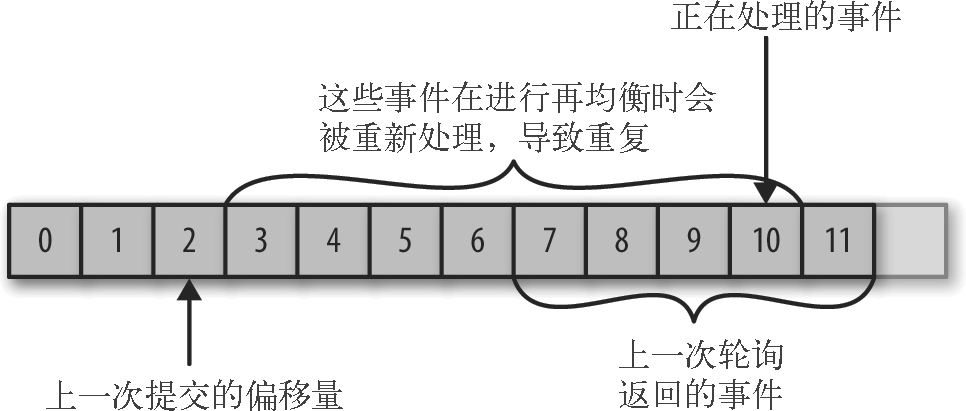 正在处理的事件
这些事件在进行再均衡时会
被重新处理，导致重复
0 1 2 3 4 5 6 7 8 9 10 11
上一次轮询
返回的事件
上一次提交的偏移量